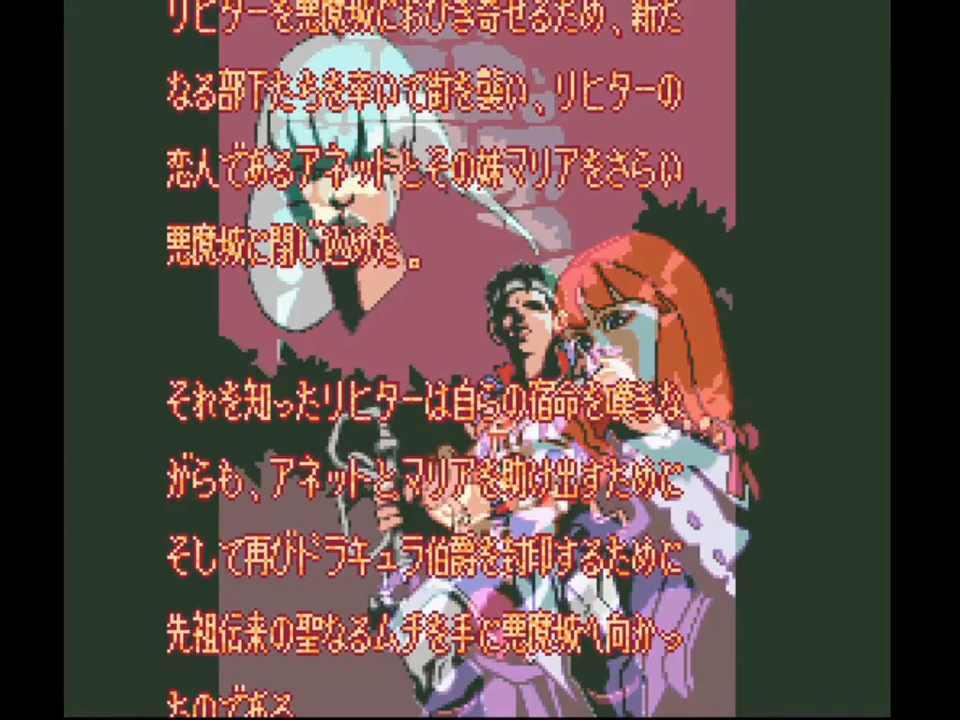 リヒターを悪魔城におびき寄せるため、新た
なる部下たちを率いて街を襲い、リヒターの
恋人であるアネットとその妹マリアをさらい
悪魔城に閉じ込めた。
それを知ったリヒターは自らの宿命を嘆きな
がらも、アネットとマリアを助け出すために
そして再びドラキュラ伯爵を封印するために
先祖伝来の聖なるムチを手に悪魔城へ向かっ
たのである